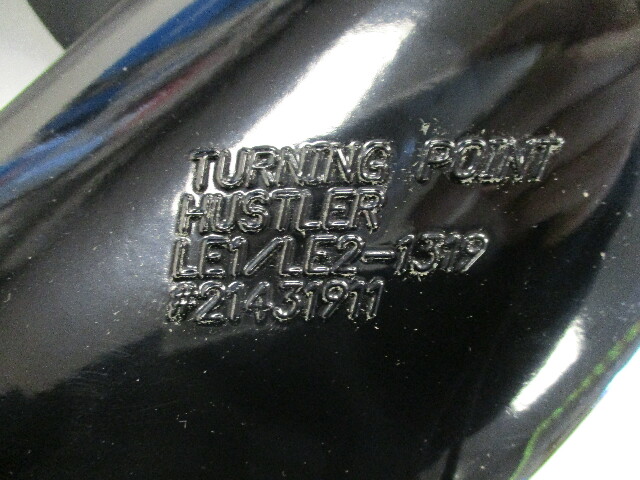 TURNING POINT
HUSTLER
LE1/LE2-1319
#21431911